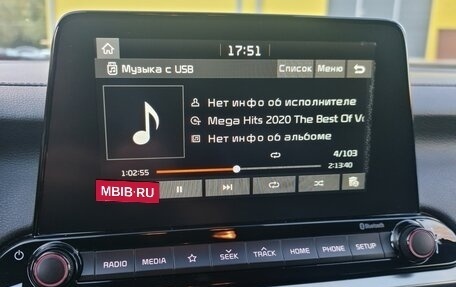 17:51
Музыка с USB
Список Меню
Нет инфо об исполнителе
Mega Hits 2020 The Best Of Vo
Нет инфо об альбоме
4/103
1:02:55 2:13:40
MBIB·RU
Bluetooth
RADIO MEDIA SEEK TRACK HOME PHONE SETUP